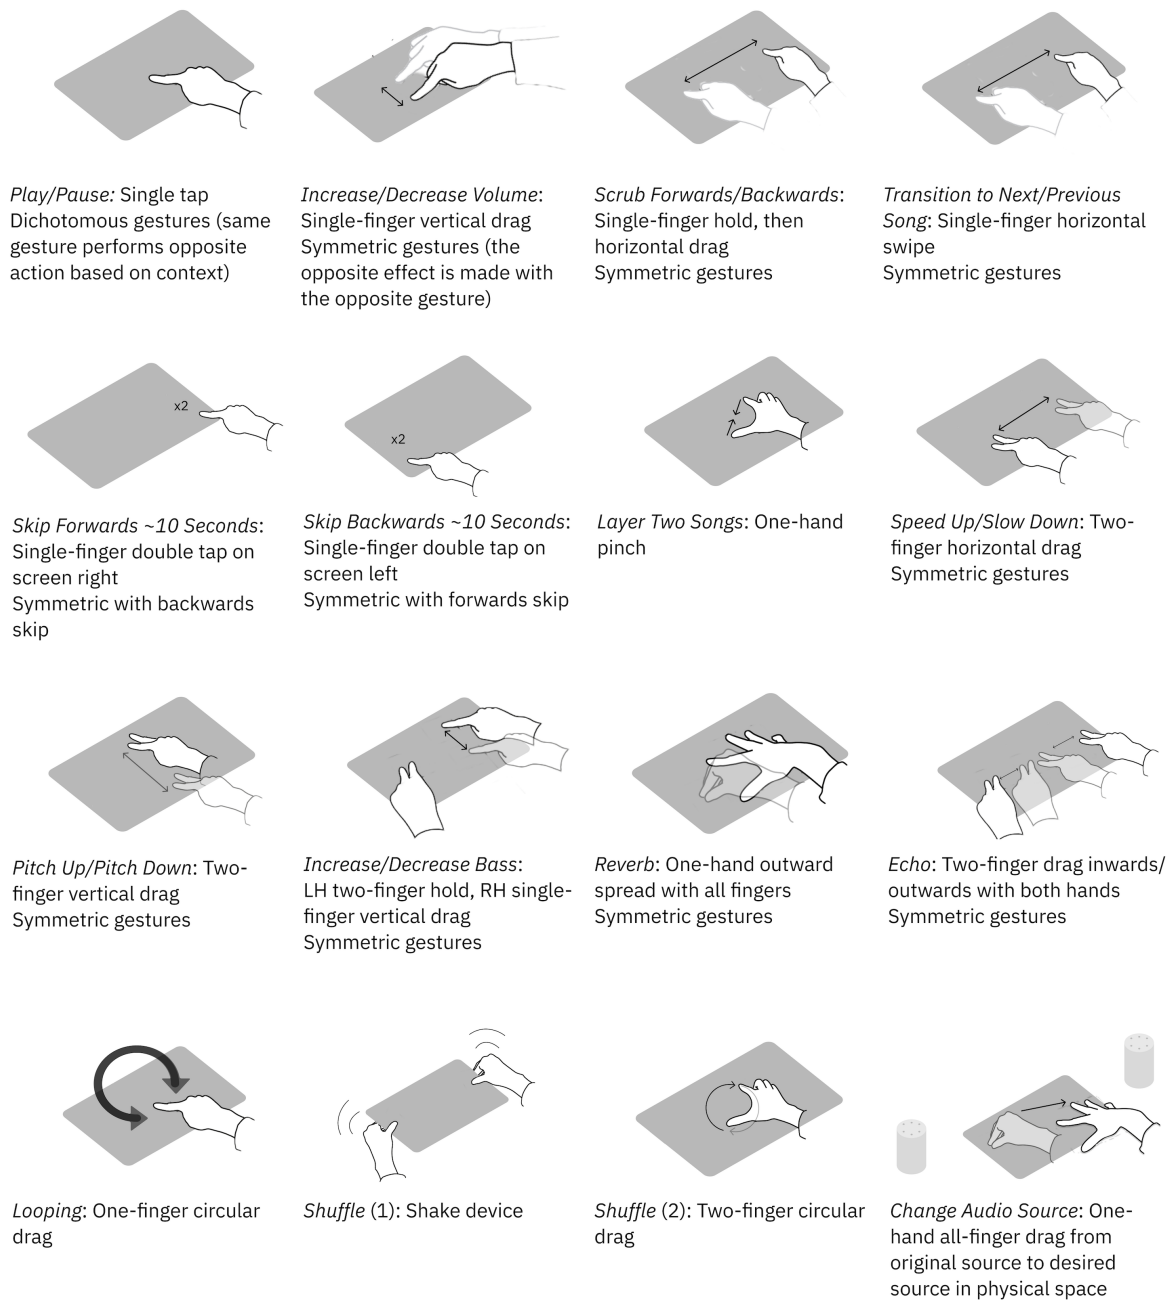 Play/Pause: Single tap
Dichotomous gestures (same
gesture performs opposite
action based on context)
Increase/Decrease Volume:
Single-finger vertical drag
Symmetric gestures (the
opposite effect is made with
the opposite gesture)
Scrub Forwards/Backwards:
Single-finger hold, then
horizontal drag
Symmetric gestures
Transition to Next/Previous
Song: Single-finger horizontal
swipe
Symmetric gestures
x2
Skip Forwards ~10 Seconds:
Single-finger double tap on
screen right
Symmetric with backwards
skip
x2
Skip Backwards ~10 Seconds:
Single-finger double tap on
screen left
Symmetric with forwards skip
Layer Two Songs: One-hand
pinch
Speed Up/Slow Down: Two-
finger horizontal drag
Symmetric gestures
Pitch Up/Pitch Down: Two-
finger vertical drag
Symmetric gestures
Increase/Decrease Bass:
LH two-finger hold, RH single-
finger vertical drag
Symmetric gestures
Reverb: One-hand outward
spread with all fingers
Symmetric gestures
Echo: Two-finger drag inwards/
outwards with both hands
Symmetric gestures
Looping: One-finger circular
drag
Shuffle (1): Shake device
Shuffle (2): Two-finger circular
drag
Change Audio Source: One-
hand all-finger drag from
original source to desired
source in physical space